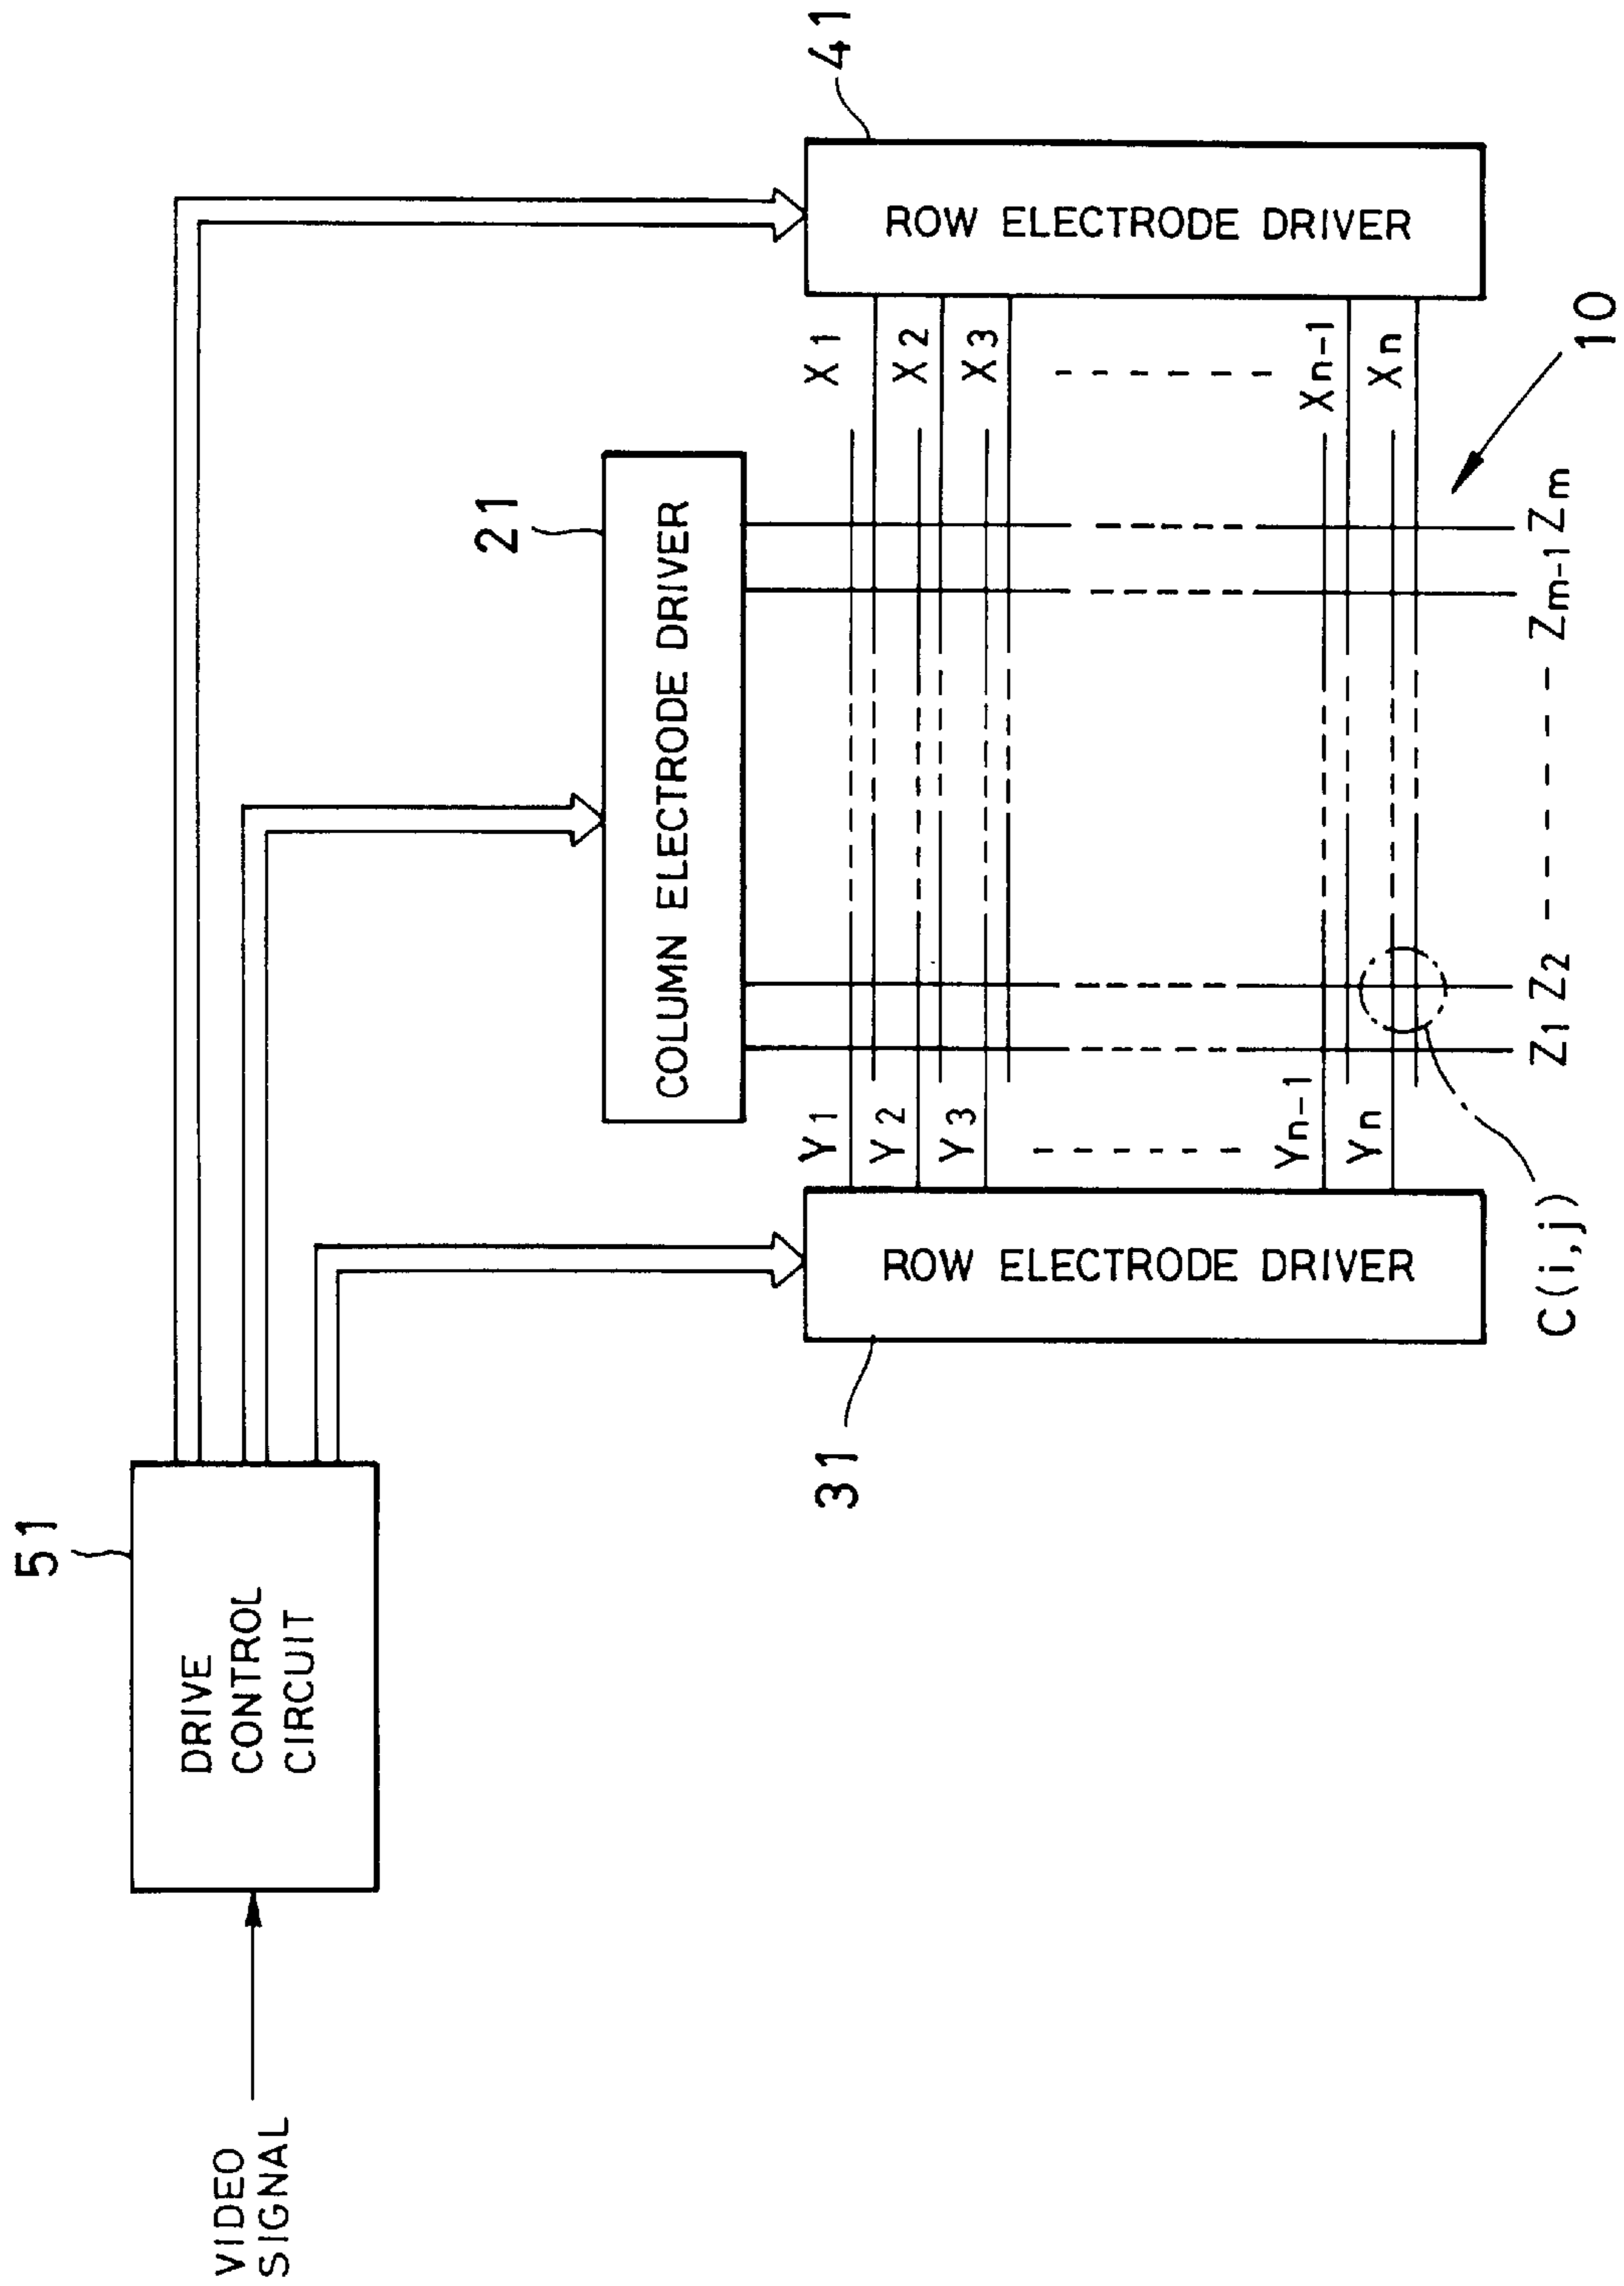 51
DRIVE
CONTROL
CIRCUIT
VIDEO
SIGNAL
21
COLUMN ELECTRODE DRIVER
41
ROW ELECTRODE DRIVER
31
ROW ELECTRODE DRIVER
Y1
Y2
Y3
Yn-1
Yn
X1
X2
X3
Xn-1
Xn
10
C(i,j)
Z1 Z2 Zm-1 Zm